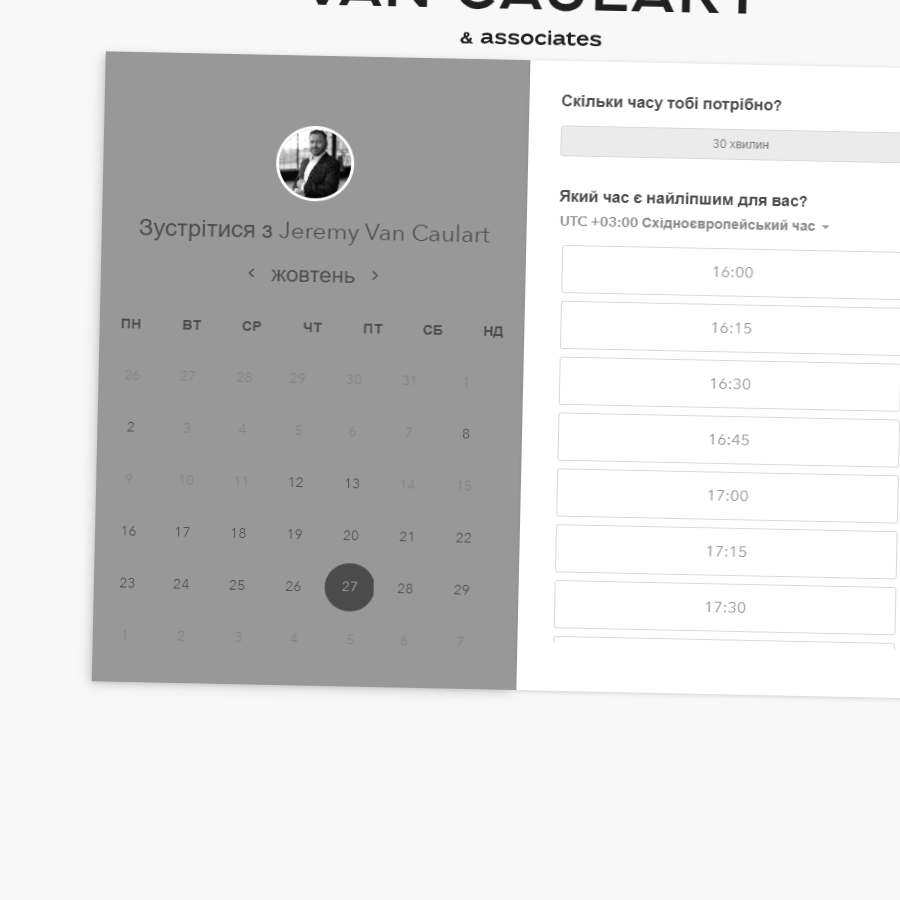 VAN CAULART
& associates
Зустрітися з Jeremy Van Caulart
жовтень
ПН ВТ СР ЧТ ПТ СБ НД
26 27 28 29 30 31 1
2 3 4 5 6 7 8
9 10 11 12 13 14 15
16 17 18 19 20 21 22
23 24 25 26 27 28 29
1 2 3 4 5 6 7
Скільки часу тобі потрібно?
30 хвилин
Який час є найліпшим для вас?
UTC +03:00 Східноєвропейський час
16:00
16:15
16:30
16:45
17:00
17:15
17:30